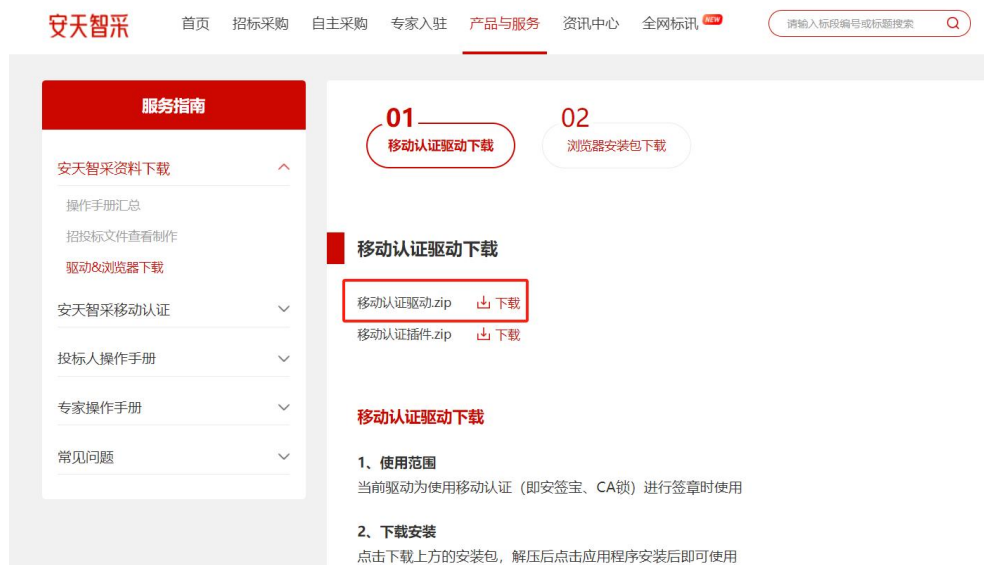 安天智采 首页 招标采购 自主采购 专家入驻 产品与服务 资讯中心 全网标讯 NEW 请输入标段编号或标题搜索
服务指南
安天智采资料下载
操作手册汇总
招投标文件查看制作
驱动&浏览器下载
安天智采移动认证
投标人操作手册
专家操作手册
常见问题
01
移动认证驱动下载
02
浏览器安装包下载
移动认证驱动下载
移动认证驱动.zip 下载
移动认证插件.zip 下载
移动认证驱动下载
1、使用范围
当前驱动为使用移动认证（即安签宝、CA锁）进行签章时使用
2、下载安装
点击下载上方的安装包，解压后点击应用程序安装后即可使用